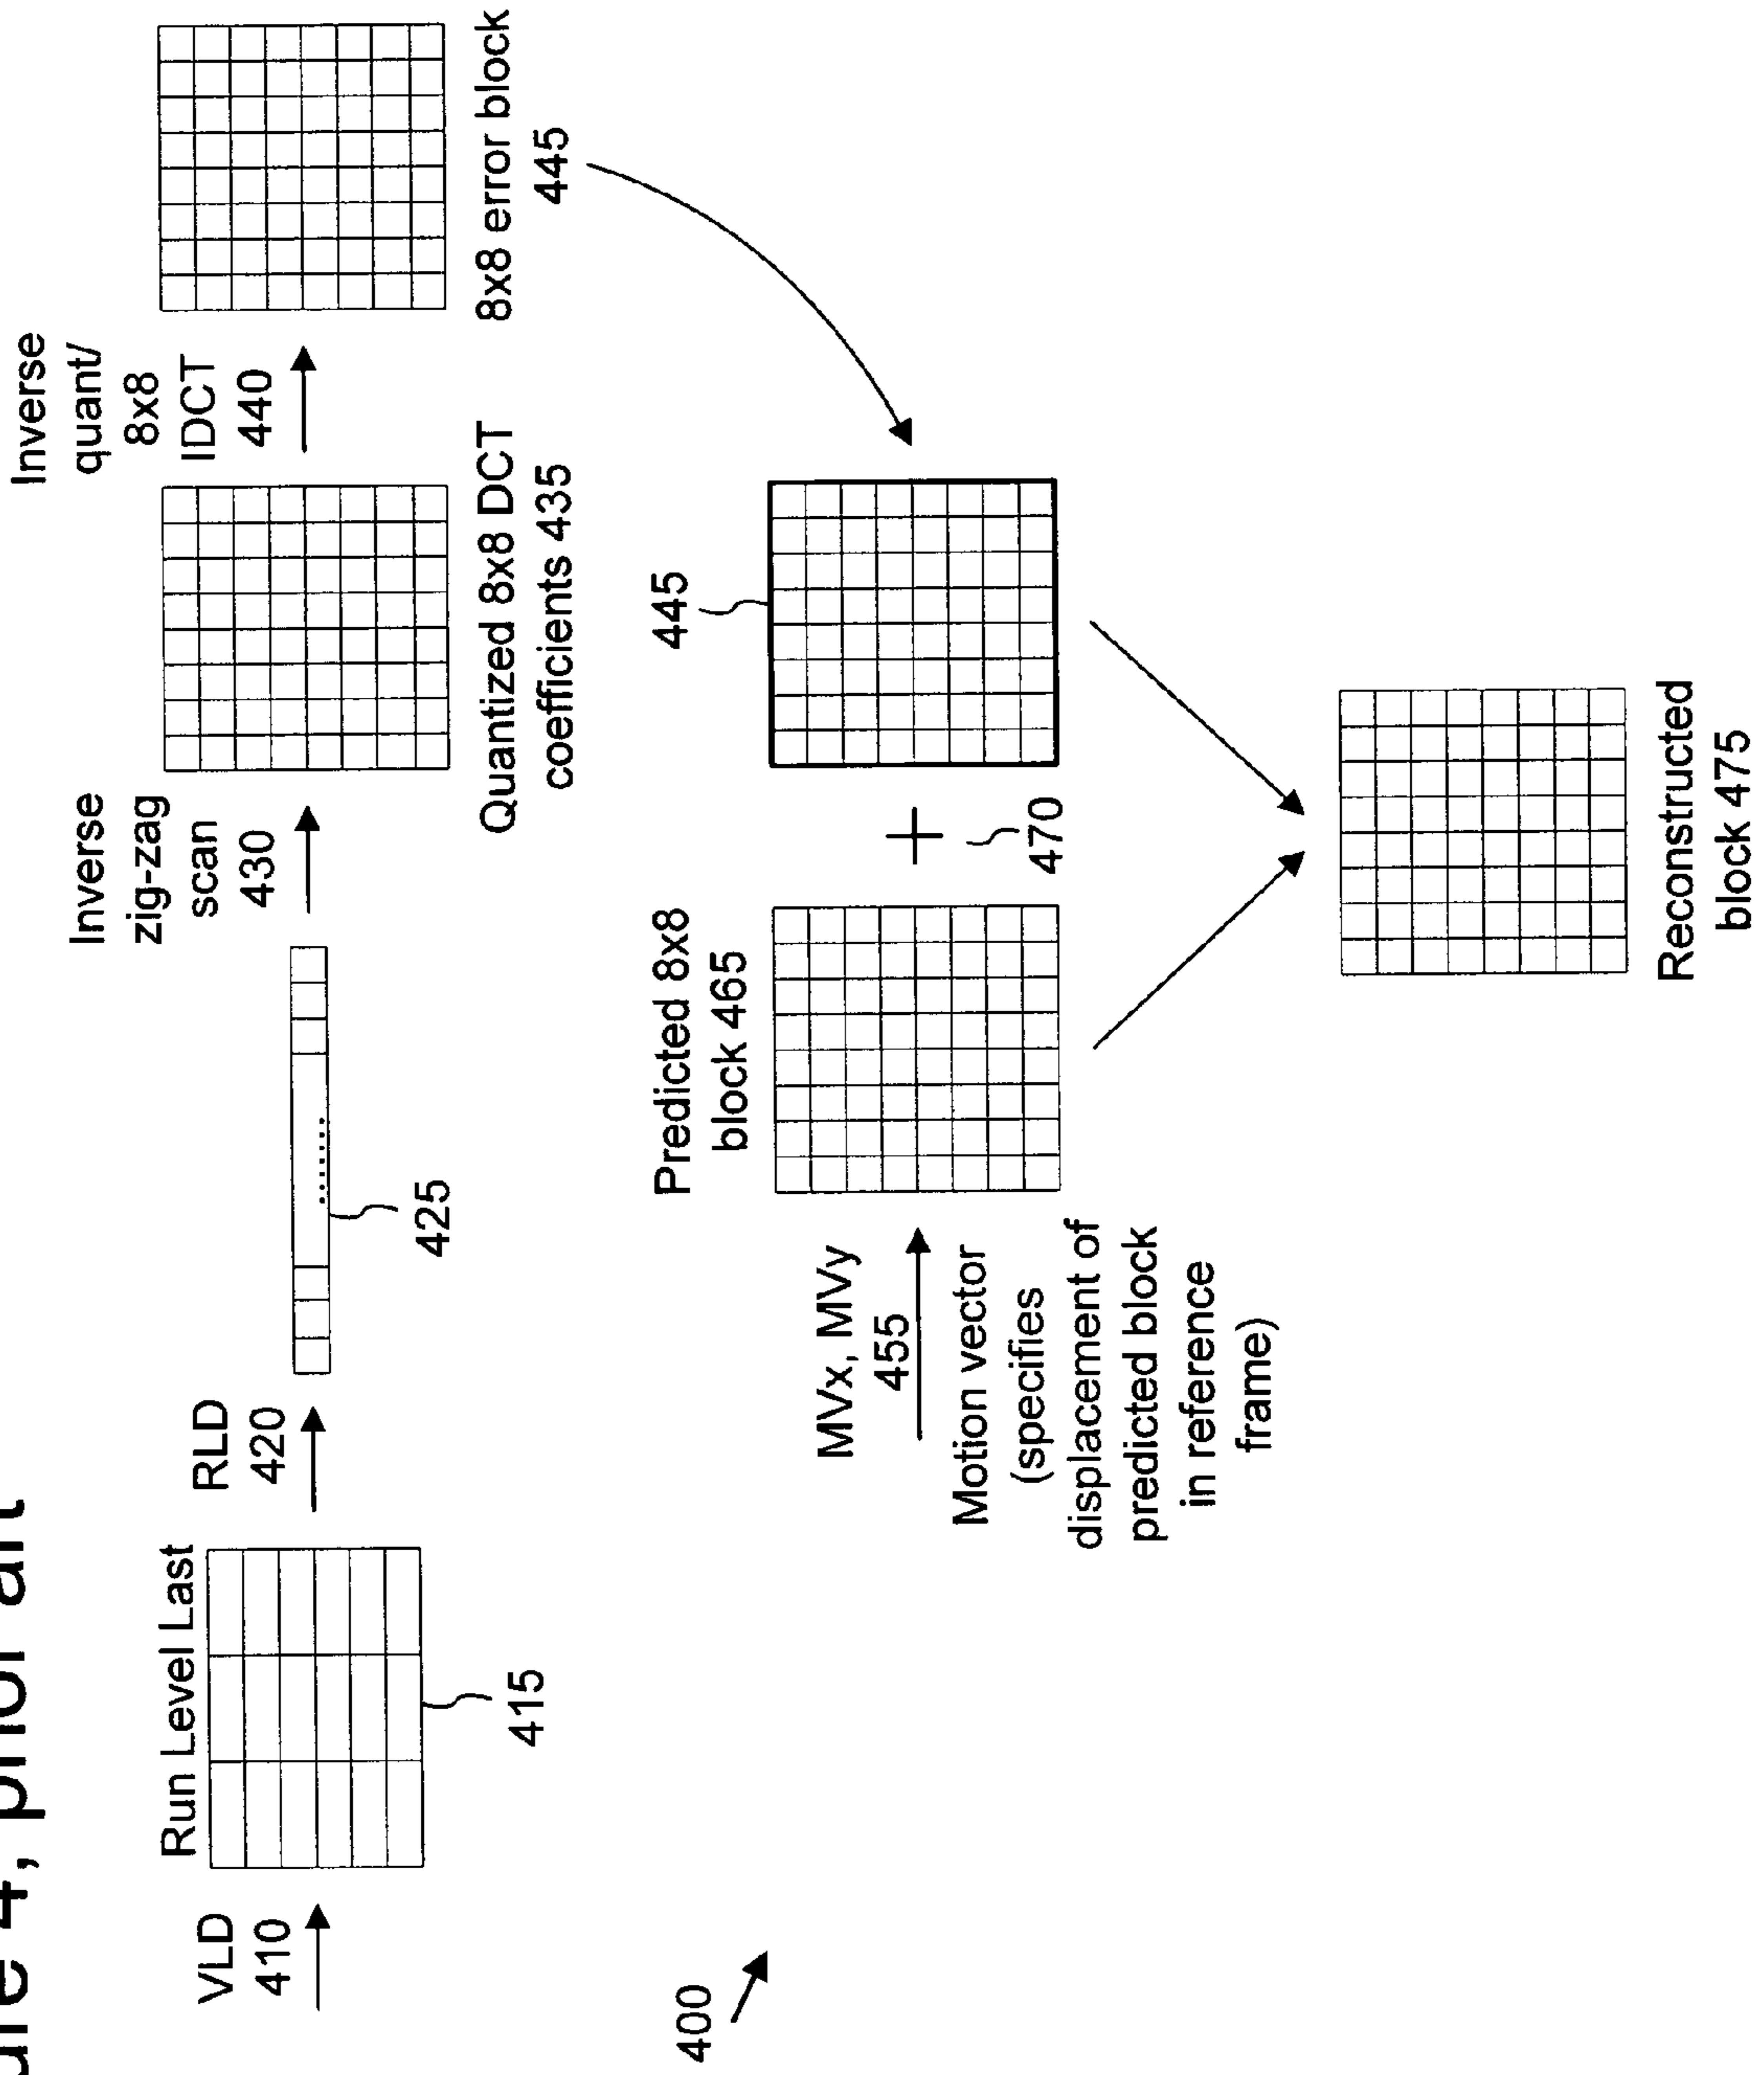 4, prior art
Inverse
quant/
8x8
IDCT
440
Inverse
zig-zag
scan
430
RLD
420
VLD
410
Run Level Last
415
425
Quantized 8x8 DCT
coefficients 435
8x8 error block
445
Predicted 8x8
block 465
445
MVx, MVy
455
Motion vector
(specifies
displacement of
predicted block
in reference
frame)
470
400
Reconstructed
block 475